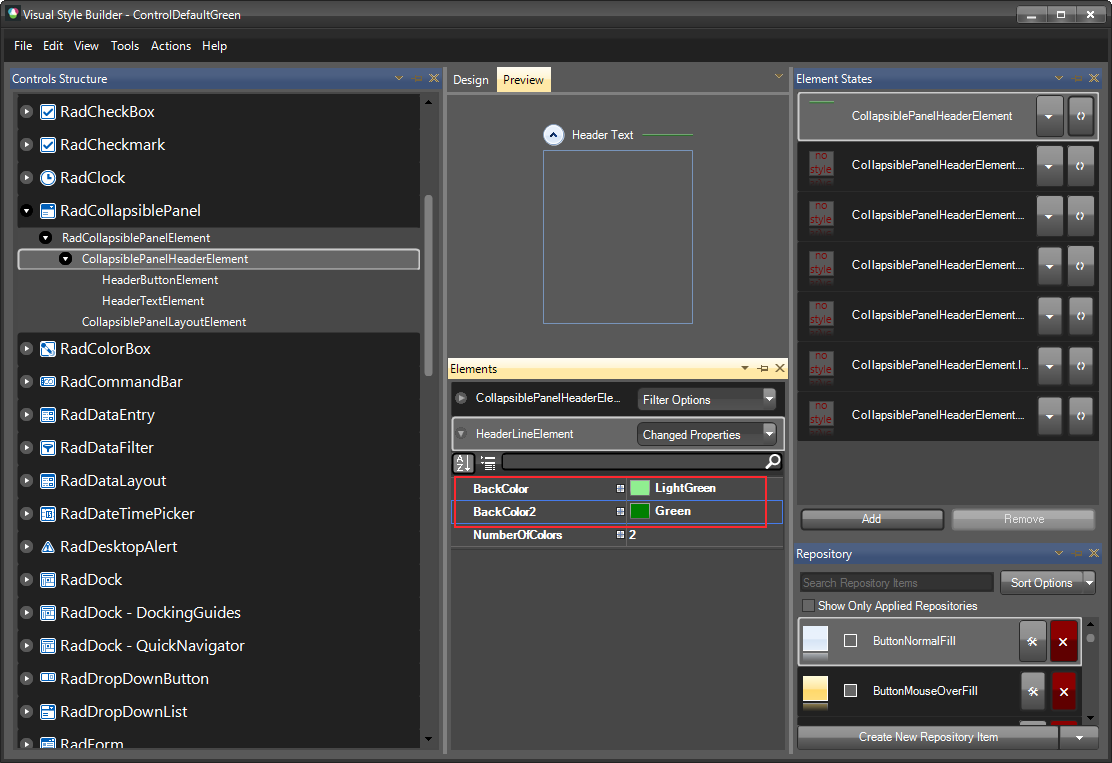 Visual Style Builder - ControlDefaultGreen
File Edit View Tools Actions Help
Controls Structure
RadCheckBox
RadCheckmark
RadClock
RadCollapsiblePanel
RadCollapsiblePanelElement
CollapsiblePanelHeaderElement
HeaderButtonElement
HeaderTextElement
CollapsiblePanelLayoutElement
RadColorBox
RadCommandBar
RadDataEntry
RadDataFilter
RadDataLayout
RadDateTimePicker
RadDesktopAlert
RadDock
RadDock - DockingGuides
RadDock - QuickNavigator
RadDropDownButton
RadDropDownList
RadForm
Design Preview
Header Text
Elements
CollapsiblePanelHeaderEle...
Filter Options
HeaderLineElement
Changed Properties
BackColor LightGreen
BackColor2 Green
NumberOfColors 2
Element States
CollapsiblePanelHeaderElement
no
style
CollapsiblePanelHeaderElement....
no
style
CollapsiblePanelHeaderElement....
no
style
CollapsiblePanelHeaderElement....
no
style
CollapsiblePanelHeaderElement....
no
style
CollapsiblePanelHeaderElement.I...
no
style
CollapsiblePanelHeaderElement....
Add Remove
Repository
Search Repository Items
Sort Options
Show Only Applied Repositories
ButtonNormalFill
ButtonMouseOverFill
Create New Repository Item